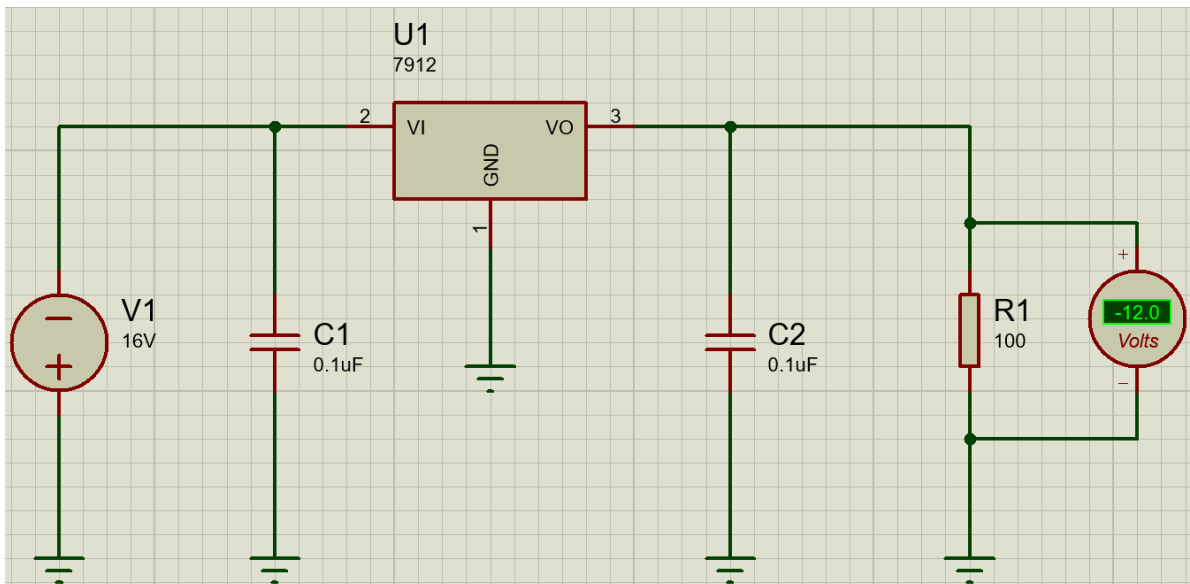 U1
7912
2
VI
VO
3
GND
1
V1
16V
C1
0.1uF
C2
0.1uF
R1
100
+
-12.0
Volts
−
−
+